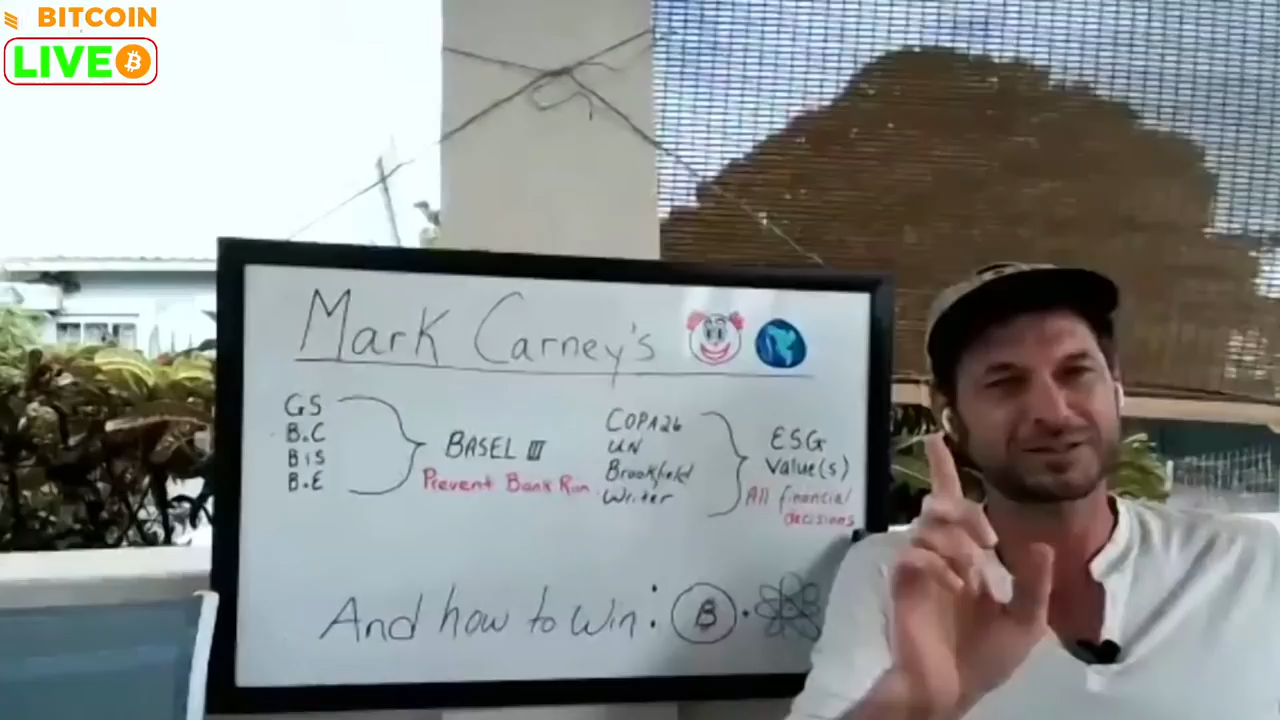 BITCOIN
LIVE
Mark Carney's
GS
B.C
BIS
B.E
BASEL III
Prevent Bank Run
COPA26
UN
Brookfield
Writer
ESG
Value(s)
All financial
decisions
And how to win: B